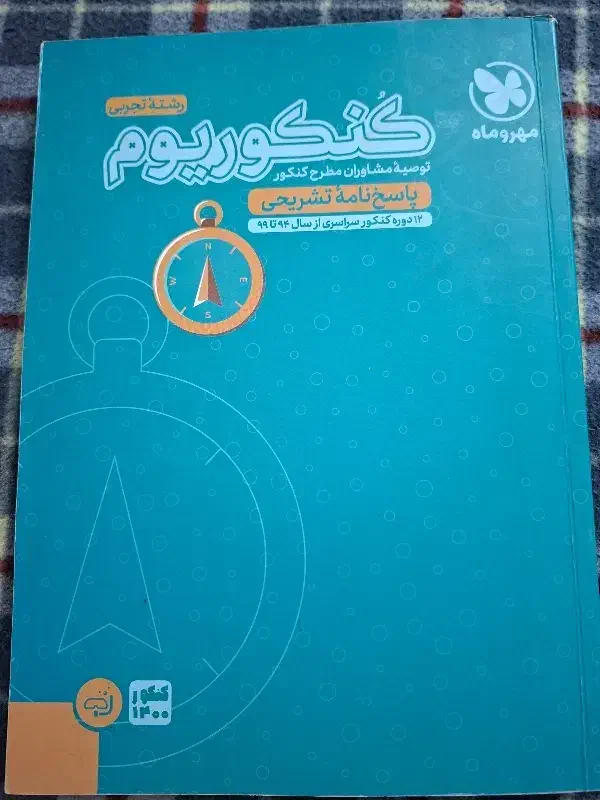 مهروماه
رشتهٔ تجربی
کنکوریوم
توصیهٔ مشاوران مطرح کنکور
پاسخ‌نامهٔ تشریحی
۱۲ دوره کنکور سراسری از سال ۹۴ تا ۹۹
N
W E
S
کنکور
۱۴۰۰